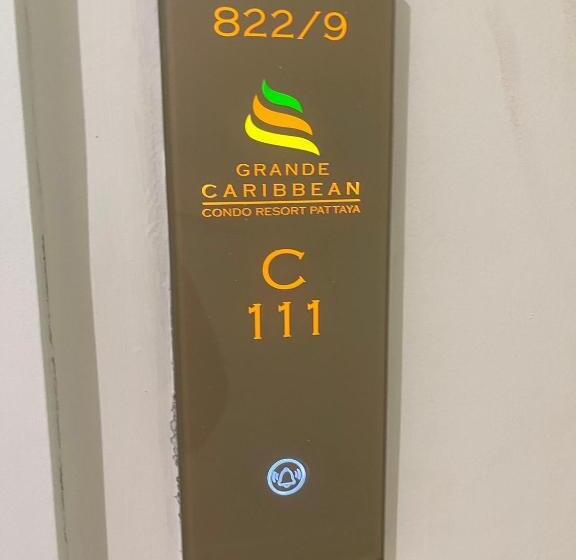 822/9
GRANDE
CARIBBEAN
CONDO RESORT PATTAYA
C
111